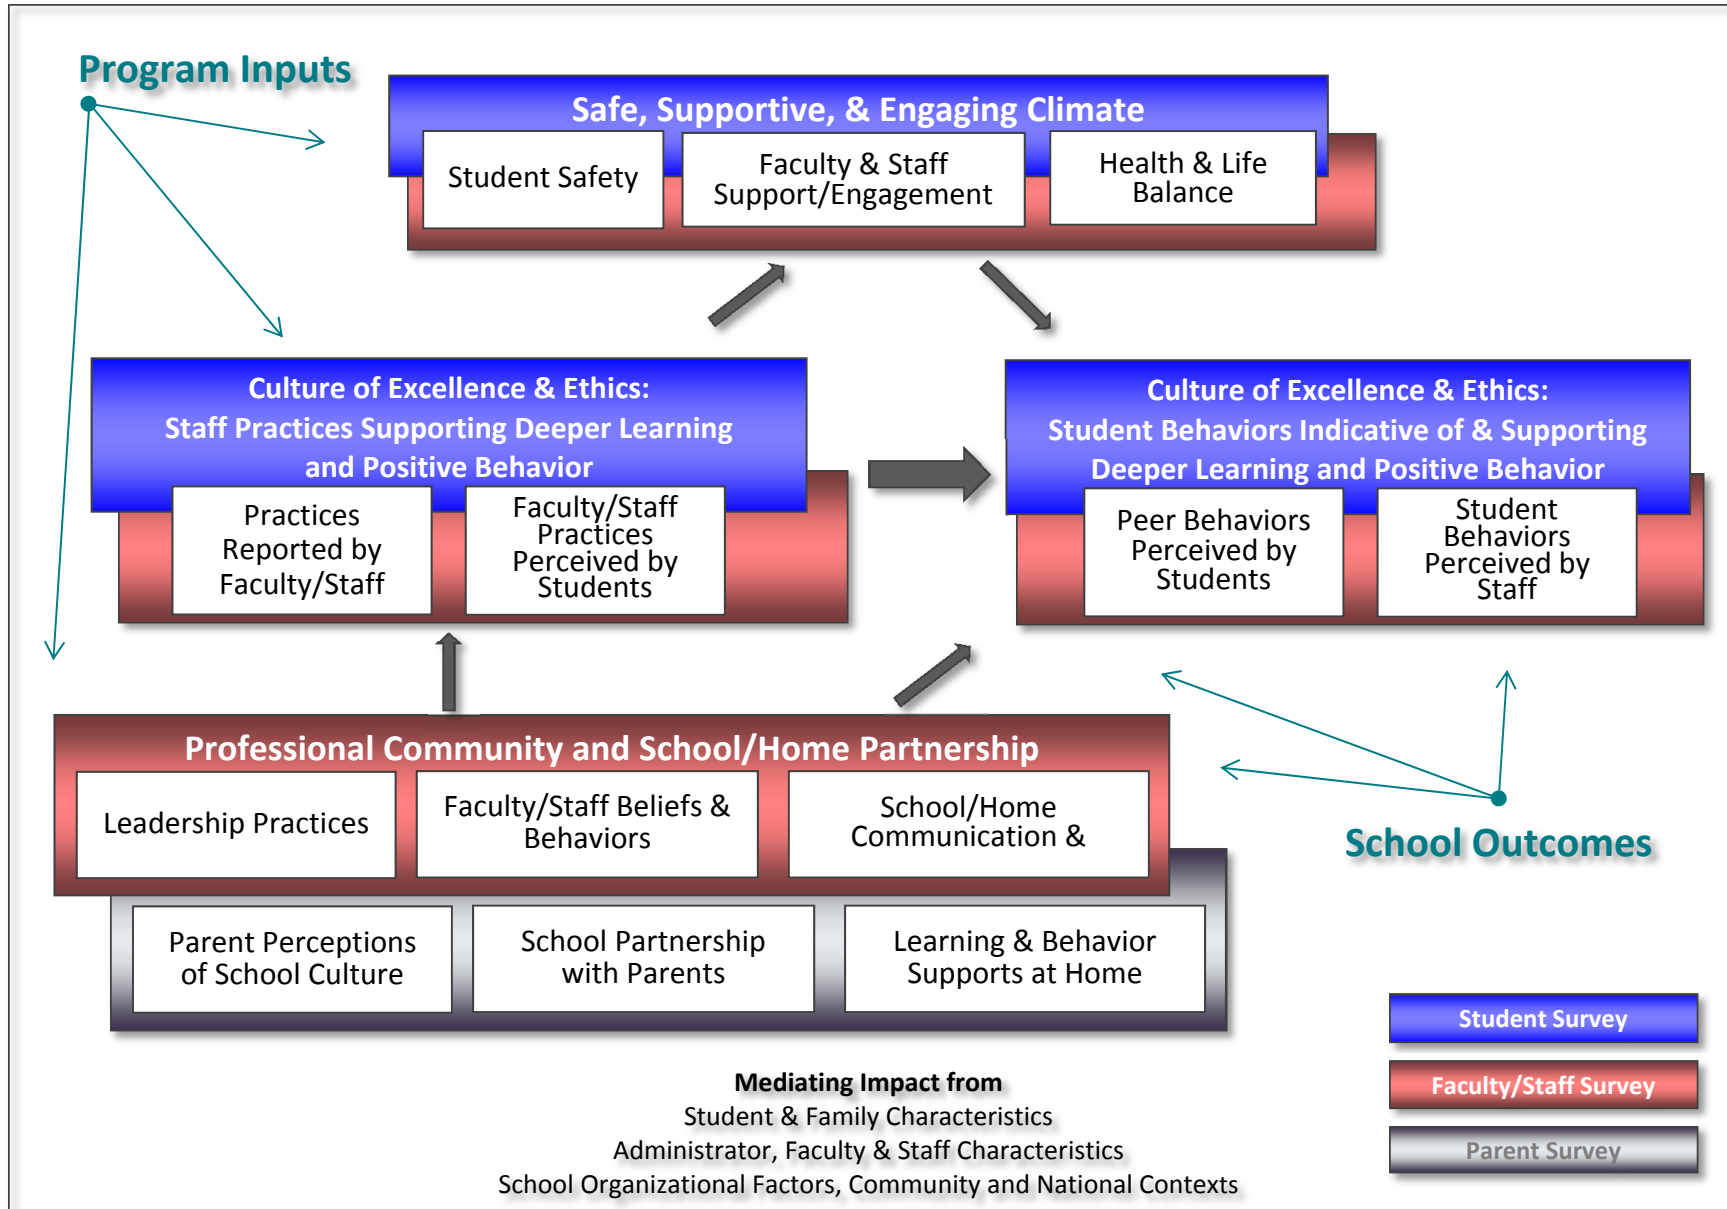 Program Inputs
Safe, Supportive, & Engaging Climate
Student Safety
Faculty & Staff
Support/Engagement
Health & Life
Balance
Culture of Excellence & Ethics:
Staff Practices Supporting Deeper Learning
and Positive Behavior
Practices
Reported by
Faculty/Staff
Faculty/Staff
Practices
Perceived by
Students
Culture of Excellence & Ethics:
Student Behaviors Indicative of & Supporting
Deeper Learning and Positive Behavior
Peer Behaviors
Perceived by
Students
Student
Behaviors
Perceived by
Staff
Professional Community and School/Home Partnership
Leadership Practices
Faculty/Staff Beliefs &
Behaviors
School/Home
Communication &
Parent Perceptions
of School Culture
School Partnership
with Parents
Learning & Behavior
Supports at Home
School Outcomes
Student Survey
Faculty/Staff Survey
Parent Survey
Mediating Impact from
Student & Family Characteristics
Administrator, Faculty & Staff Characteristics
School Organizational Factors, Community and National Contexts